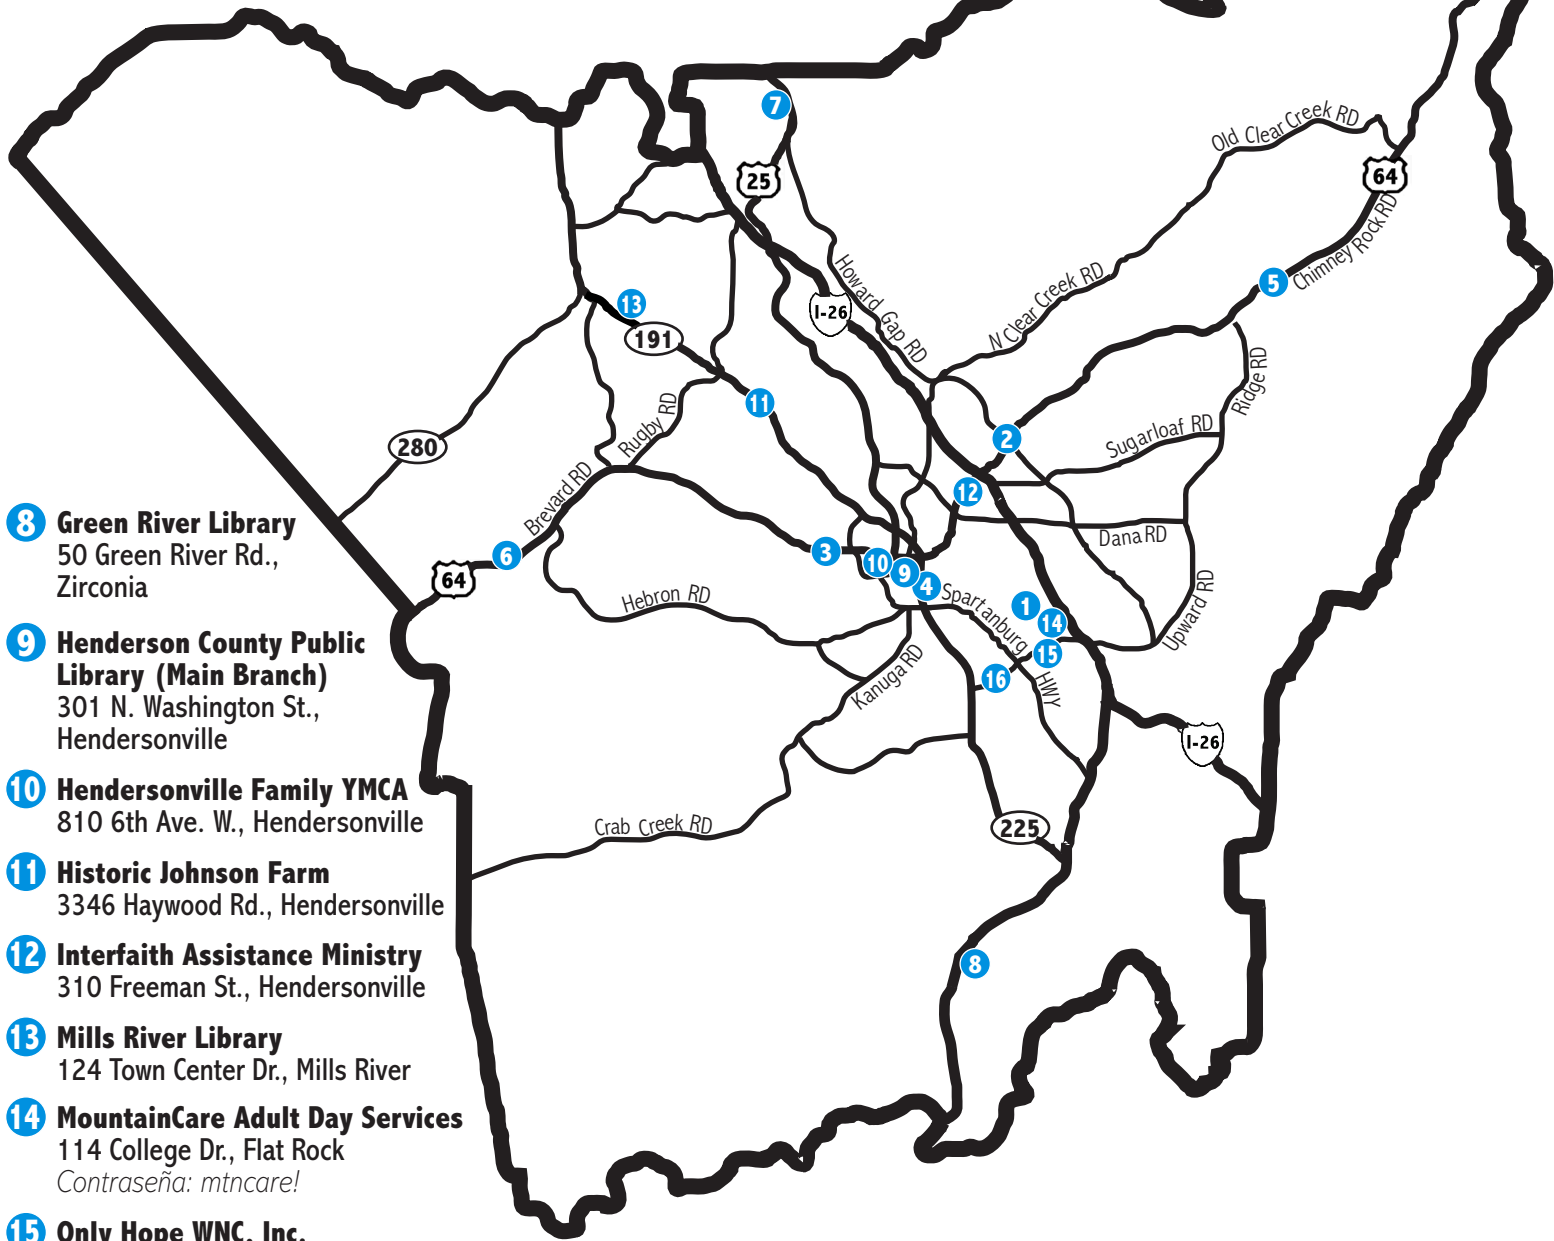 7
25
Old Clear Creek RD
64
Chimney Rock RD
5
Howard Gap RD
I-26
N Clear Creek RD
13
191
11
Rugby RD
280
Brevard RD
Ridge RD
Sugarloaf RD
2
12
Dana RD
6
64
3
10
9
4
Hebron RD
Spartanburg HWY
1
14
15
16
Upward RD
Kanuga RD
I-26
Crab Creek RD
225
8
8 Green River Library
50 Green River Rd.,
Zirconia
9 Henderson County Public
Library (Main Branch)
301 N. Washington St.,
Hendersonville
10 Hendersonville Family YMCA
810 6th Ave. W., Hendersonville
11 Historic Johnson Farm
3346 Haywood Rd., Hendersonville
12 Interfaith Assistance Ministry
310 Freeman St., Hendersonville
13 Mills River Library
124 Town Center Dr., Mills River
14 MountainCare Adult Day Services
114 College Dr., Flat Rock
Contraseña: mtncare!
15 Only Hope WNC, Inc.